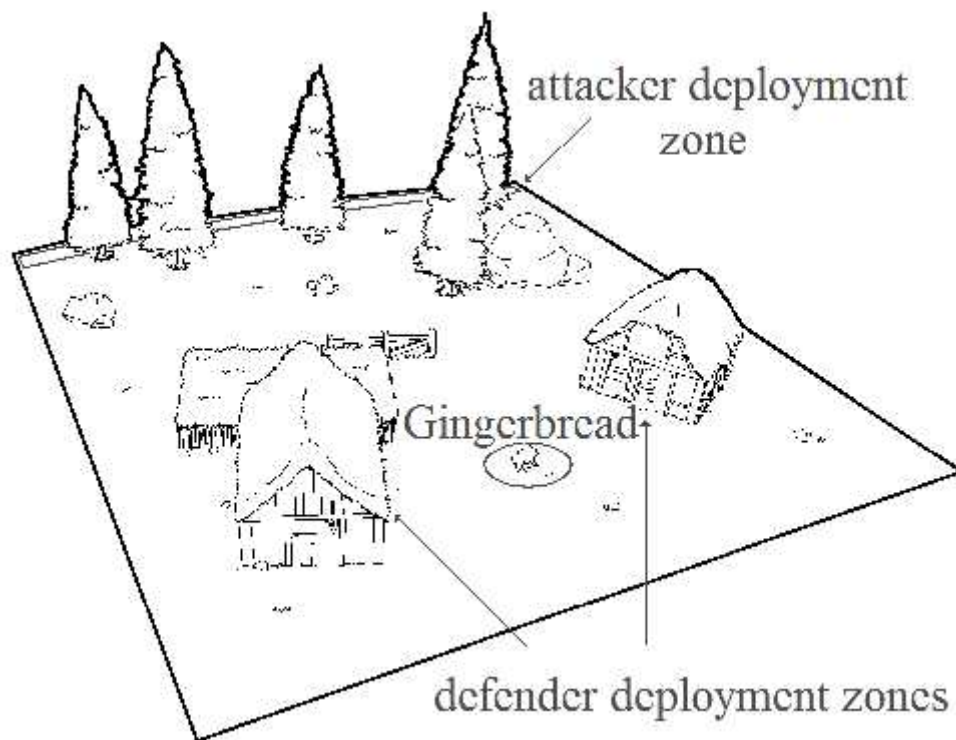 attacker deployment
zone
Gingerbread
defender deployment zones